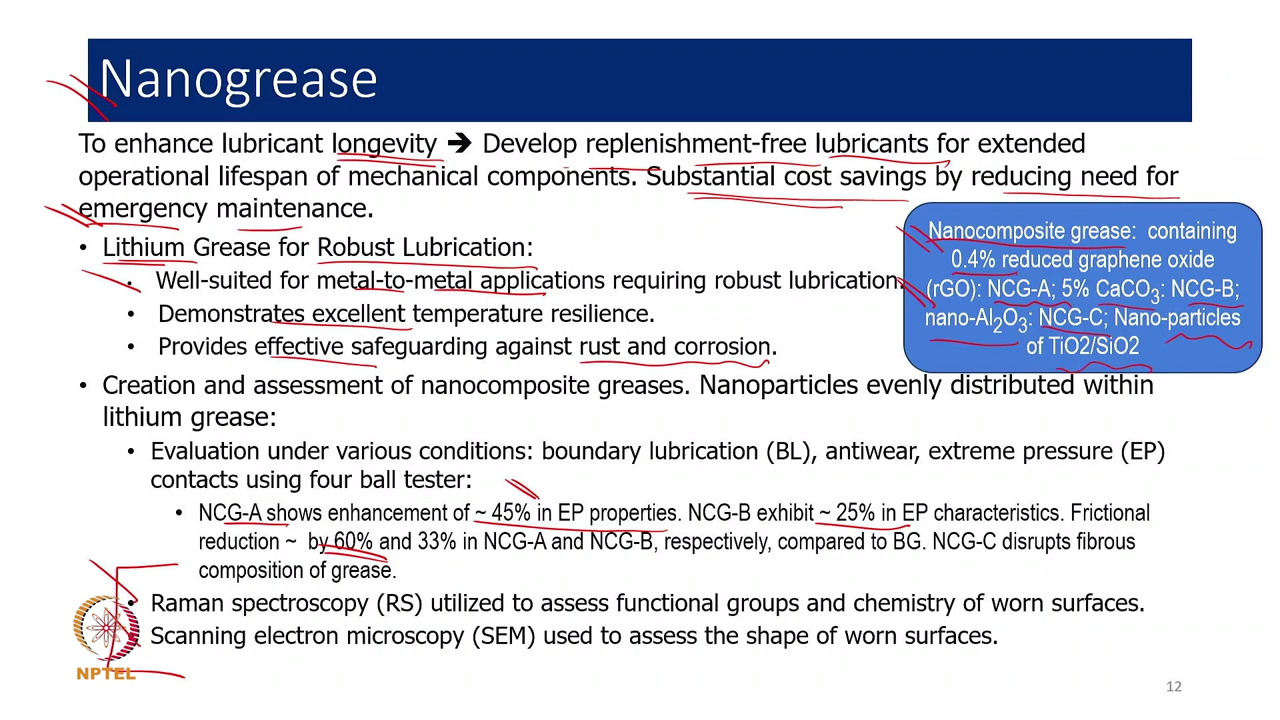 Nanogrease
To enhance lubricant longevity ➔ Develop replenishment-free lubricants for extended
operational lifespan of mechanical components. Substantial cost savings by reducing need for
emergency maintenance.
• Lithium Grease for Robust Lubrication:
• Well-suited for metal-to-metal applications requiring robust lubrication.
• Demonstrates excellent temperature resilience.
• Provides effective safeguarding against rust and corrosion.
Nanocomposite grease: containing
0.4% reduced graphene oxide
(rGO): NCG-A; 5% CaCO₃: NCG-B;
nano-Al₂O₃: NCG-C; Nano-particles
of TiO2/SiO2
• Creation and assessment of nanocomposite greases. Nanoparticles evenly distributed within
lithium grease:
• Evaluation under various conditions: boundary lubrication (BL), antiwear, extreme pressure (EP)
contacts using four ball tester:
• NCG-A shows enhancement of ~ 45% in EP properties. NCG-B exhibit ~ 25% in EP characteristics. Frictional
reduction ~ by 60% and 33% in NCG-A and NCG-B, respectively, compared to BG. NCG-C disrupts fibrous
composition of grease.
• Raman spectroscopy (RS) utilized to assess functional groups and chemistry of worn surfaces.
• Scanning electron microscopy (SEM) used to assess the shape of worn surfaces.
NPTEL
12